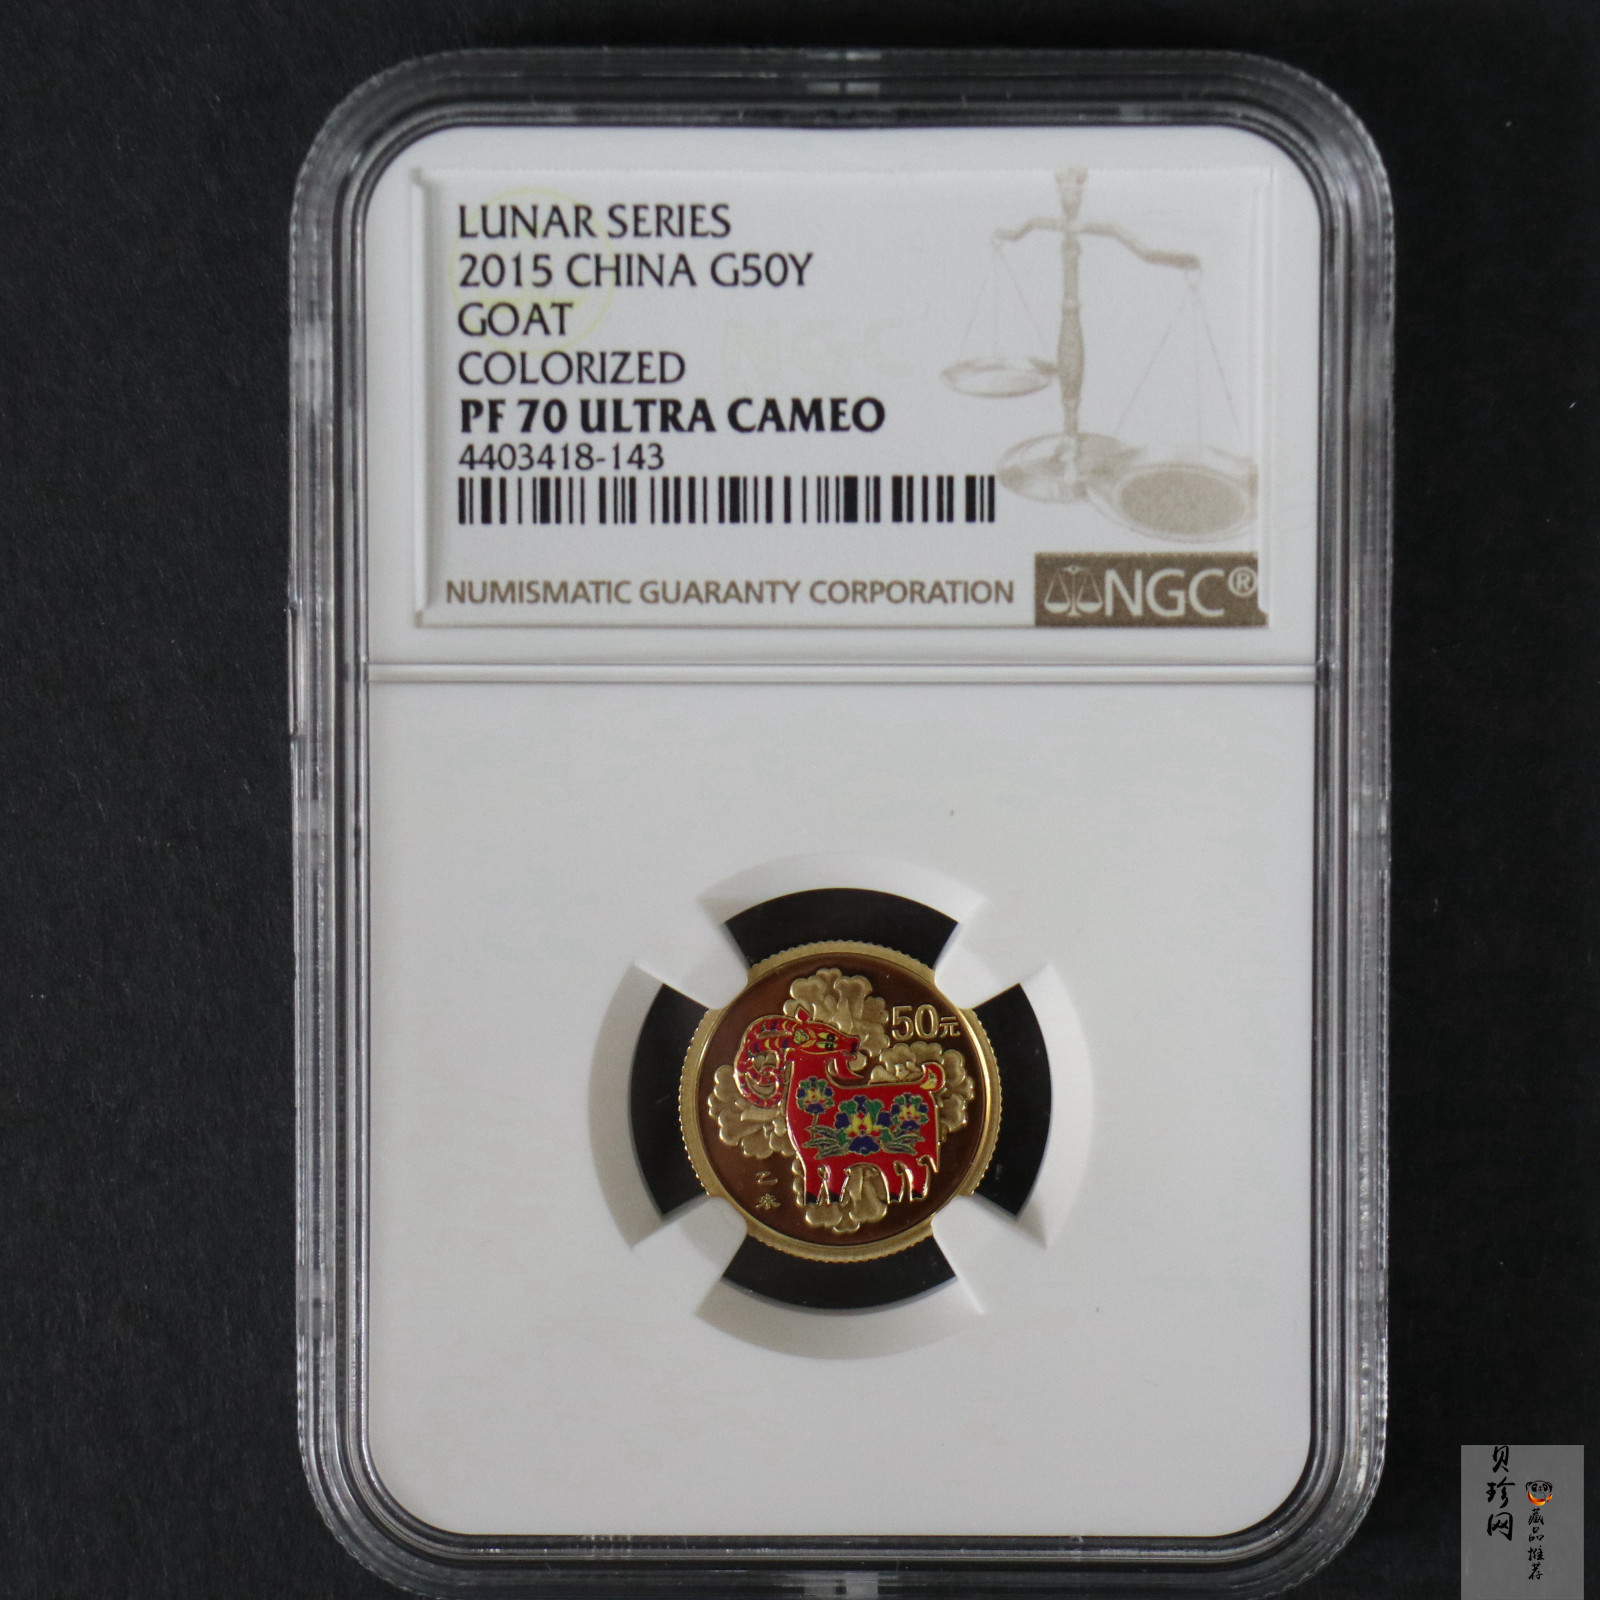 LUNAR SERIES
2015 CHINA G50Y
GOAT
COLORIZED
PF 70 ULTRA CAMEO
4403418-143
NUMISMATIC GUARANTY CORPORATION
NGC®
NGC
50元
乙
未
贝珍网
藏品推荐